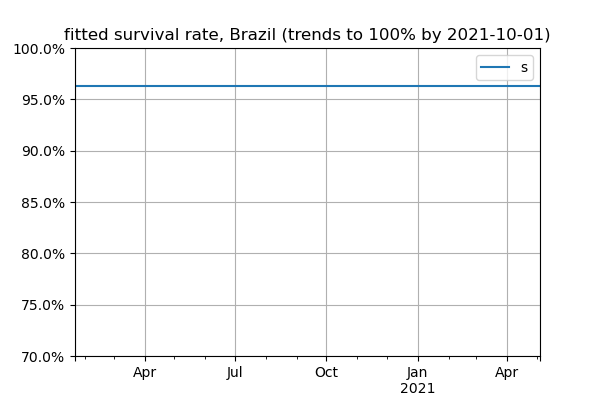 fitted survival rate, Brazil (trends to 100% by 2021-10-01)
100.0%
s
95.0%
90.0%
85.0%
80.0%
75.0%
70.0%
Apr Jul Oct Jan Apr
2021